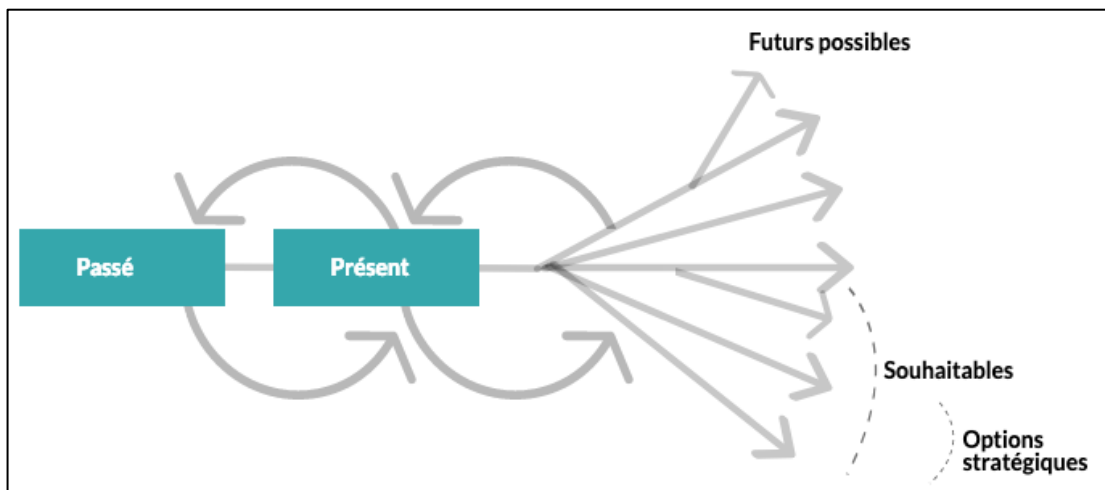 Futurs possibles
Passé
Présent
Souhaitables
Options
stratégiques